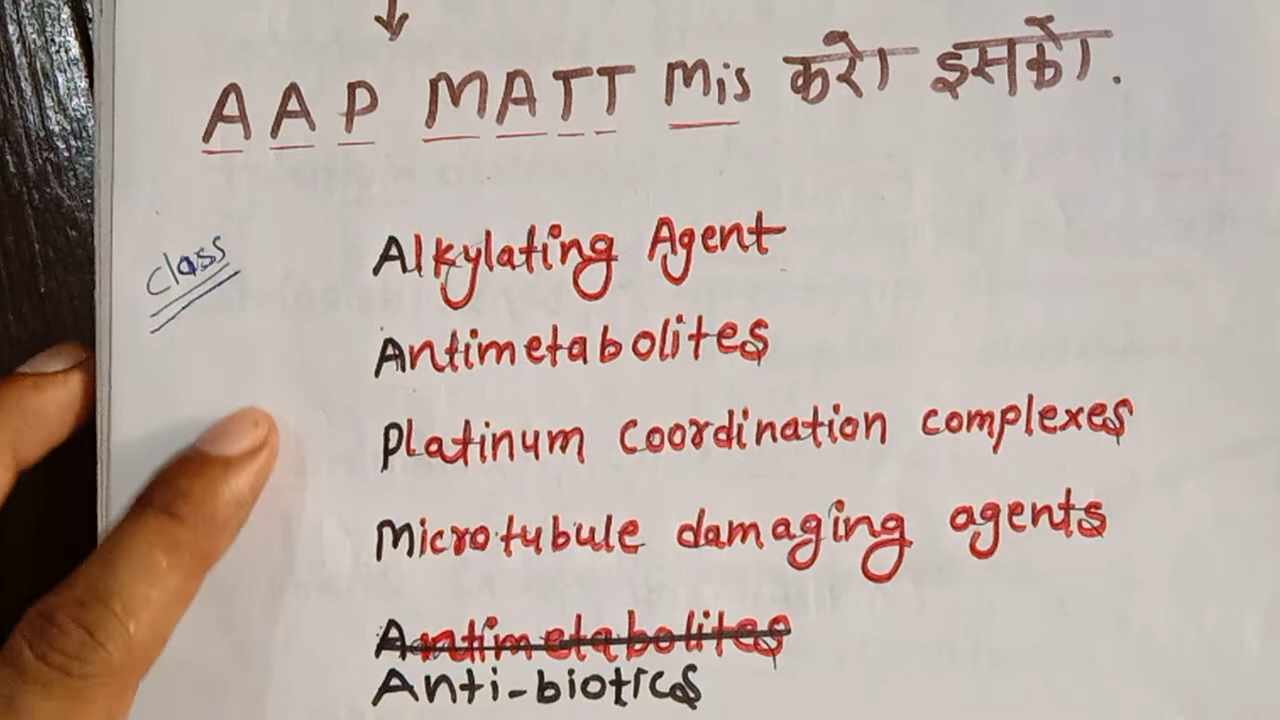 AAP MATT Mis करो इसको.
class
Alkylating Agent
Antimetabolites
Platinum Coordination complexes
Microtubule damaging agents
Antimetabolites
Anti-biotics